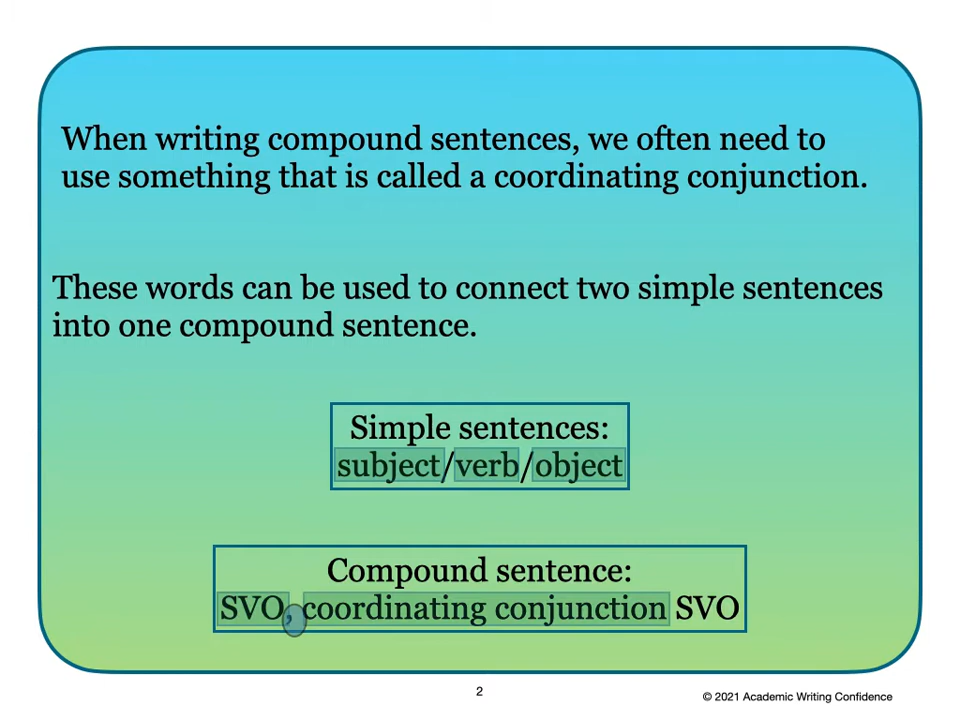 When writing compound sentences, we often need to
use something that is called a coordinating conjunction.
These words can be used to connect two simple sentences
into one compound sentence.
Simple sentences:
subject/verb/object
Compound sentence:
SVO, coordinating conjunction SVO
2
© 2021 Academic Writing Confidence